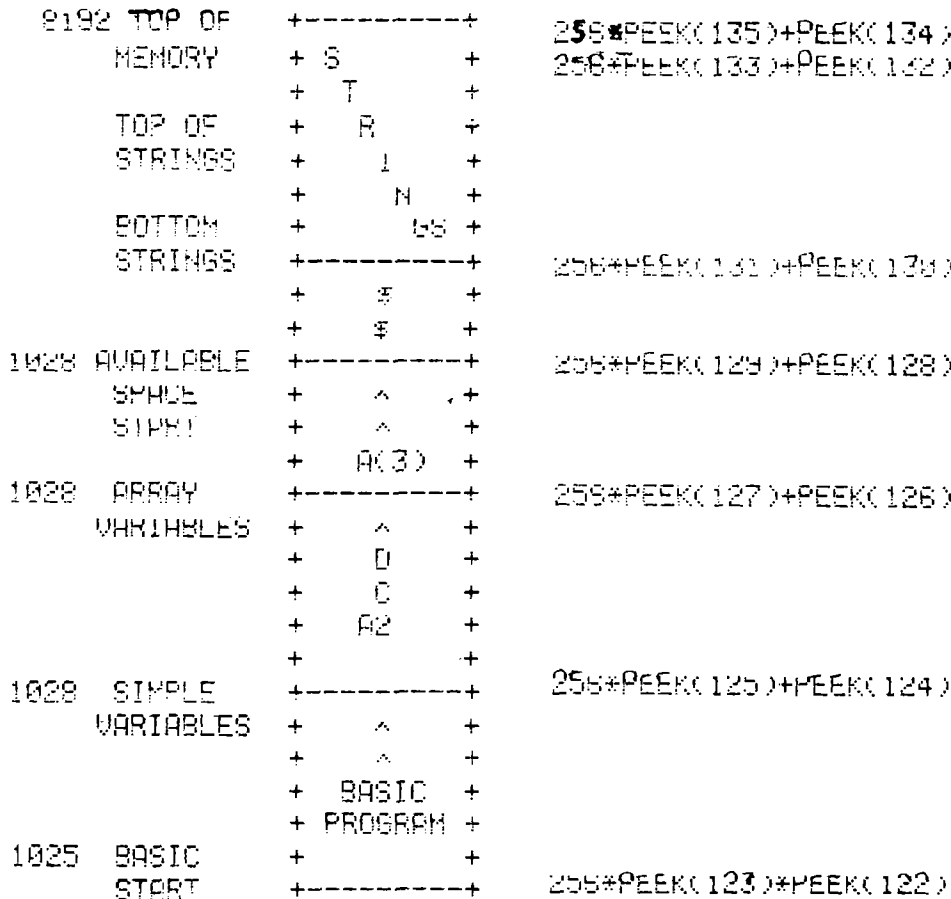 8192 TOP OF +---------+ 256*PEEK(135)+PEEK(134)
MEMORY + S + 256*PEEK(133)+PEEK(132)
+ T +
TOP OF + R +
STRINGS + I +
+ N +
BOTTOM + GS +
STRINGS +---------+ 256*PEEK(131)+PEEK(130)
+ $ +
+ $ +
1028 AVAILABLE +---------+ 256*PEEK(129)+PEEK(128)
SPACE + ^ +
START + ^ +
+ A(3) +
1028 ARRAY +---------+ 256*PEEK(127)+PEEK(126)
VARIABLES + ^ +
+ D +
+ C +
+ A2 +
+ +
1028 SIMPLE +---------+ 256*PEEK(125)+PEEK(124)
VARIABLES + ^ +
+ ^ +
+ BASIC +
+ PROGRAM +
1025 BASIC + +
START +---------+ 256*PEEK(123)*PEEK(122)